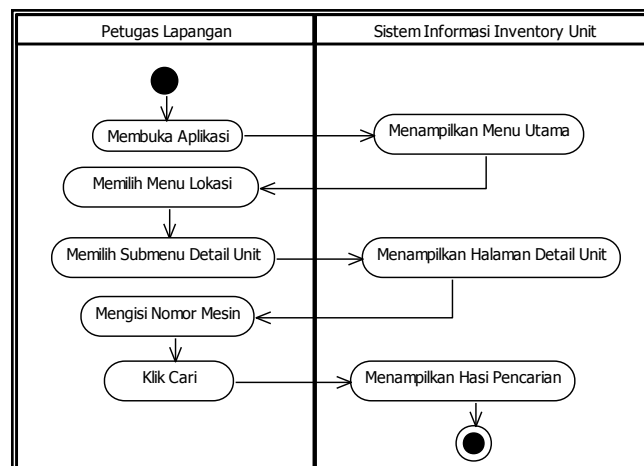 Petugas Lapangan
Sistem Informasi Inventory Unit
Membuka Aplikasi
Menampilkan Menu Utama
Memilih Menu Lokasi
Memilih Submenu Detail Unit
Menampilkan Halaman Detail Unit
Mengisi Nomor Mesin
Klik Cari
Menampilkan Hasi Pencarian